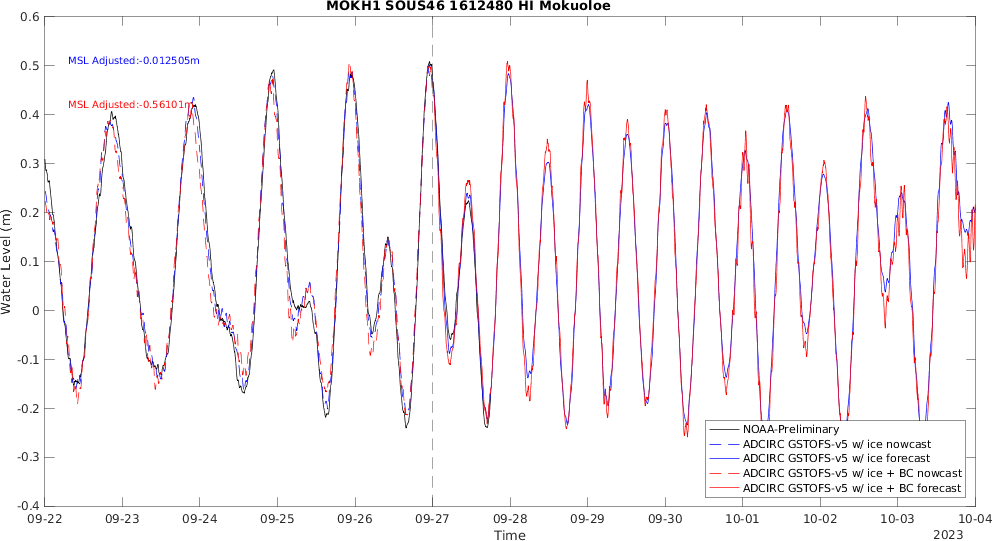 MOKH1 SOUS46 1612480 HI Mokuoloe
0.6
0.5
0.4
0.3
0.2
0.1
0
-0.1
-0.2
-0.3
-0.4
Water Level (m)
MSL Adjusted:-0.012505m
MSL Adjusted:-0.56101m
NOAA-Preliminary
ADCIRC GSTOFS-v5 w/ ice nowcast
ADCIRC GSTOFS-v5 w/ ice forecast
ADCIRC GSTOFS-v5 w/ ice + BC nowcast
ADCIRC GSTOFS-v5 w/ ice + BC forecast
09-22 09-23 09-24 09-25 09-26 09-27 09-28 09-29 09-30 10-01 10-02 10-03 10-04
Time
2023